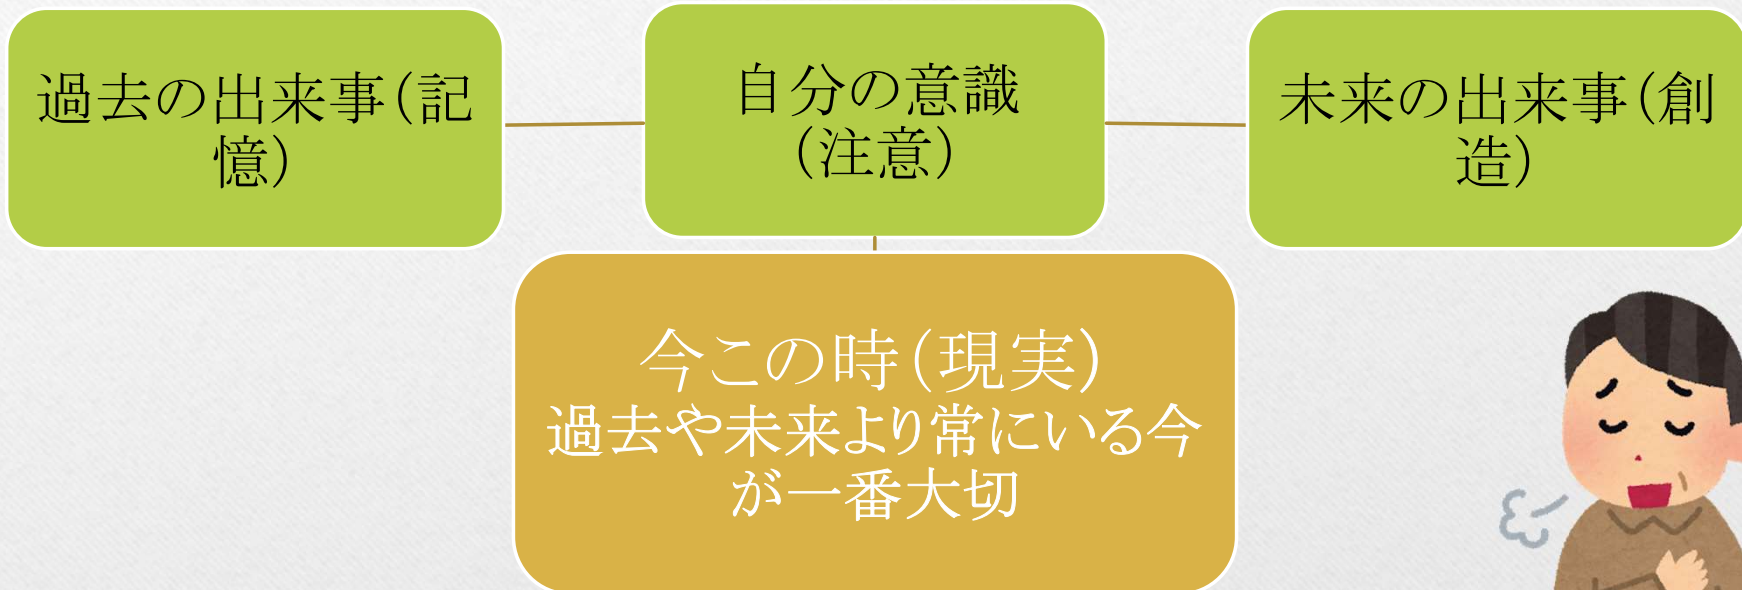 過去の出来事(記
憶)
自分の意識
(注意)
未来の出来事(創
造)
今この時(現実)
過去や未来より常にいる今
が一番大切